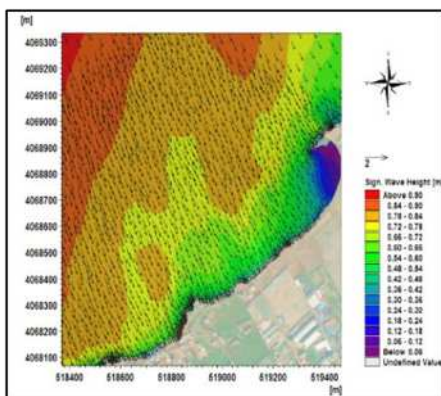 [m]
4069300
4069200
4069100
4069000
4068900
4068800
4068700
4068600
4068500
4068400
4068300
4068200
4068100
518400
518600
518800
519000
519200
519400
[m]
2
Sign. Wave Height [m]
Above 0.90
0.84 - 0.90
0.78 - 0.84
0.72 - 0.78
0.66 - 0.72
0.60 - 0.66
0.54 - 0.60
0.48 - 0.54
0.42 - 0.48
0.36 - 0.42
0.30 - 0.36
0.24 - 0.30
0.18 - 0.24
0.12 - 0.18
0.06 - 0.12
Below 0.06
Undefined Value